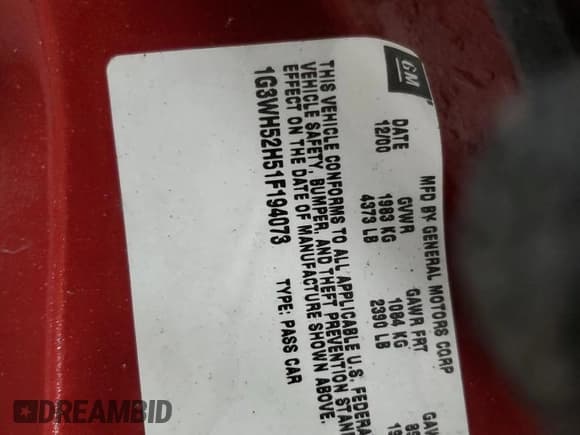 GM
MFD BY GENERAL MOTORS CORP
DATE GVWR GAWR FRT
12/00 1983 KG 1084 KG
4373 LB 2390 LB
THIS VEHICLE CONFORMS TO ALL APPLICABLE U.S. FEDERA
VEHICLE SAFETY, BUMPER, AND THEFT PREVENTION STAN
EFFECT ON THE DATE OF MANUFACTURE SHOWN ABOVE.
1G3WH52H51F194073 TYPE: PASS CAR
DREAMBID